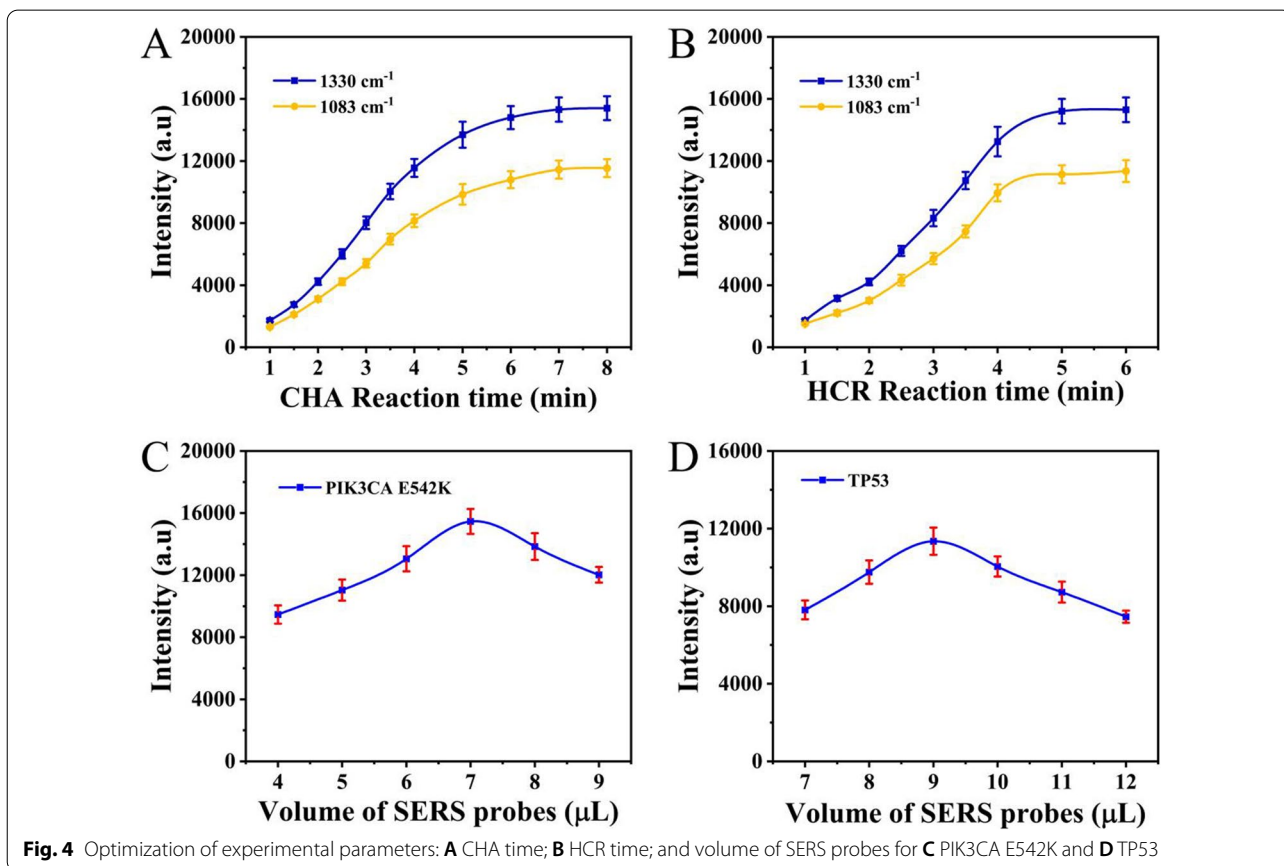 A
20000
16000
12000
8000
4000
0
Intensity (a.u)
1330 cm⁻¹
1083 cm⁻¹
1 2 3 4 5 6 7 8
CHA Reaction time (min)
B
20000
16000
12000
8000
4000
0
Intensity (a.u)
1330 cm⁻¹
1083 cm⁻¹
1 2 3 4 5 6
HCR Reaction time (min)
C
20000
16000
12000
8000
4000
0
Intensity (a.u)
PIK3CA E542K
4 5 6 7 8 9
Volume of SERS probes (μL)
D
16000
12000
8000
4000
0
Intensity (a.u)
TP53
7 8 9 10 11 12
Volume of SERS probes (μL)
Fig. 4 Optimization of experimental parameters: A CHA time; B HCR time; and volume of SERS probes for C PIK3CA E542K and D TP53